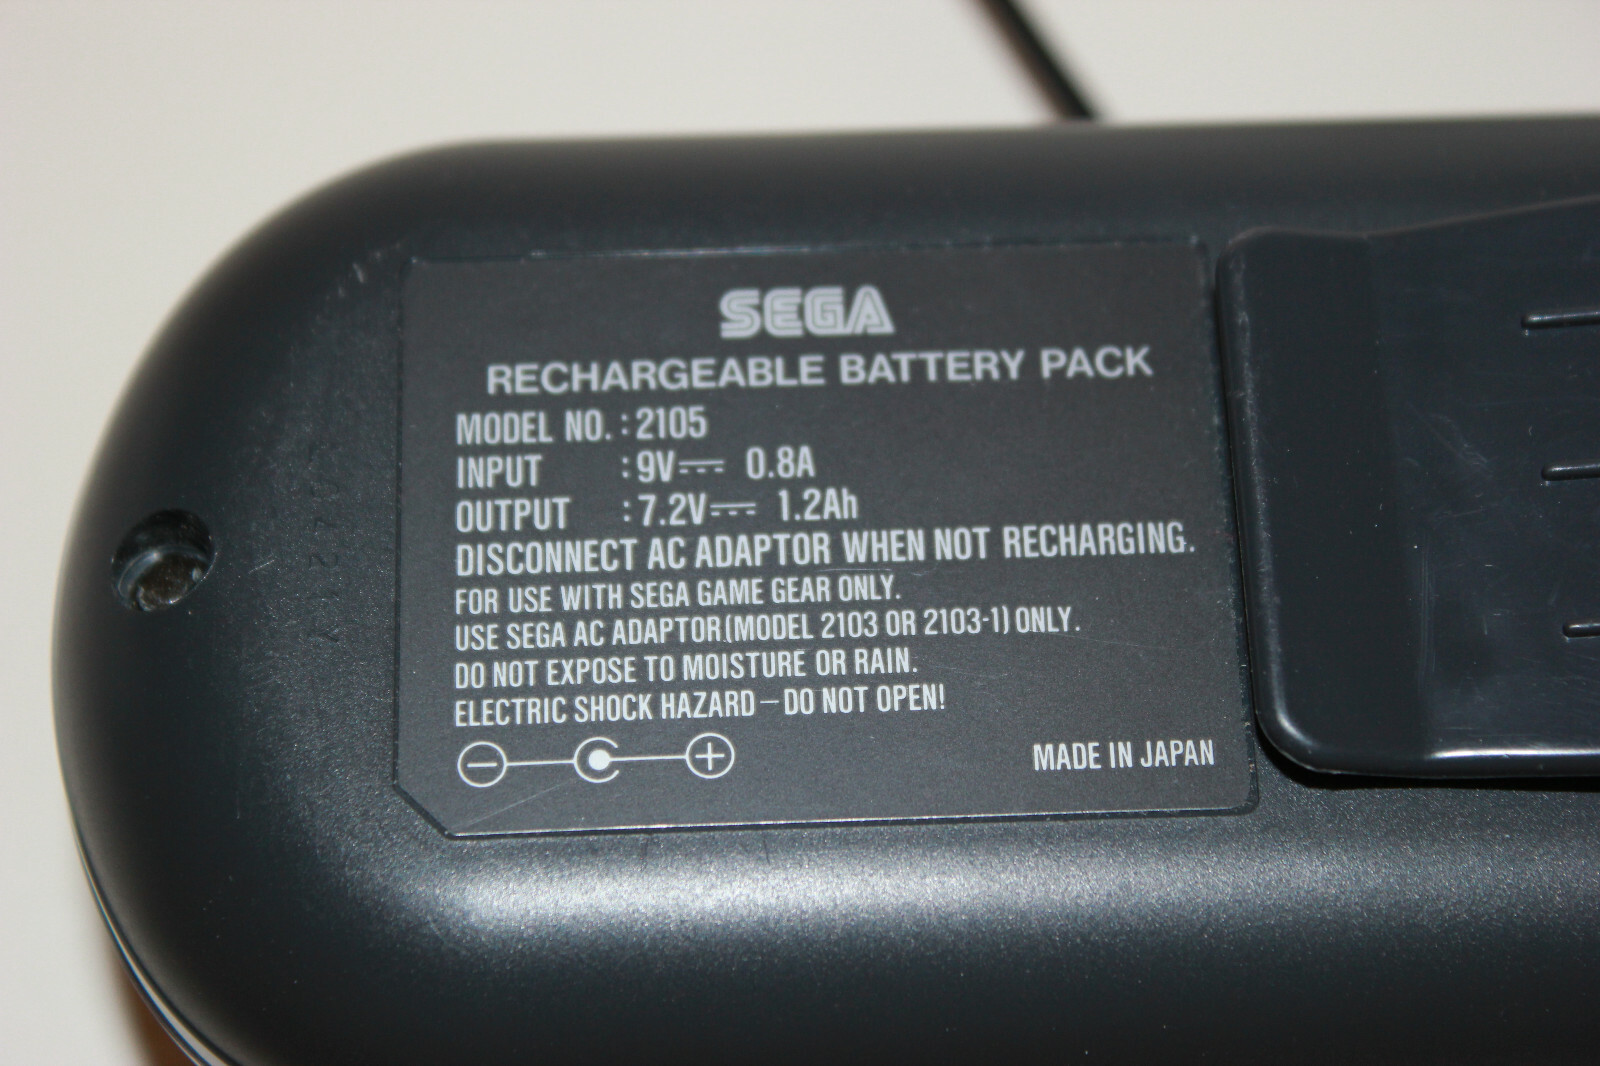 SEGA
RECHARGEABLE BATTERY PACK
MODEL NO. : 2105
INPUT : 9V⎓ 0.8A
OUTPUT : 7.2V⎓ 1.2Ah
DISCONNECT AC ADAPTOR WHEN NOT RECHARGING.
FOR USE WITH SEGA GAME GEAR ONLY.
USE SEGA AC ADAPTOR(MODEL 2103 OR 2103-1) ONLY.
DO NOT EXPOSE TO MOISTURE OR RAIN.
ELECTRIC SHOCK HAZARD — DO NOT OPEN!
MADE IN JAPAN